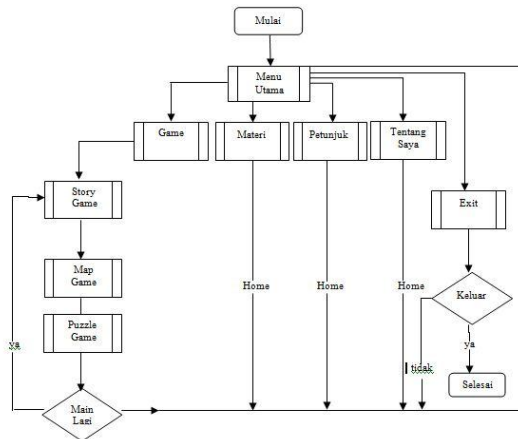 Mulai
Menu
Utama
Game
Materi
Petunjuk
Tentang
Saya
Story
Game
Exit
Map
Game
Home
Home
Home
Keluar
Puzzle
Game
ya
ya
tidak
Selesai
Main
Lagi